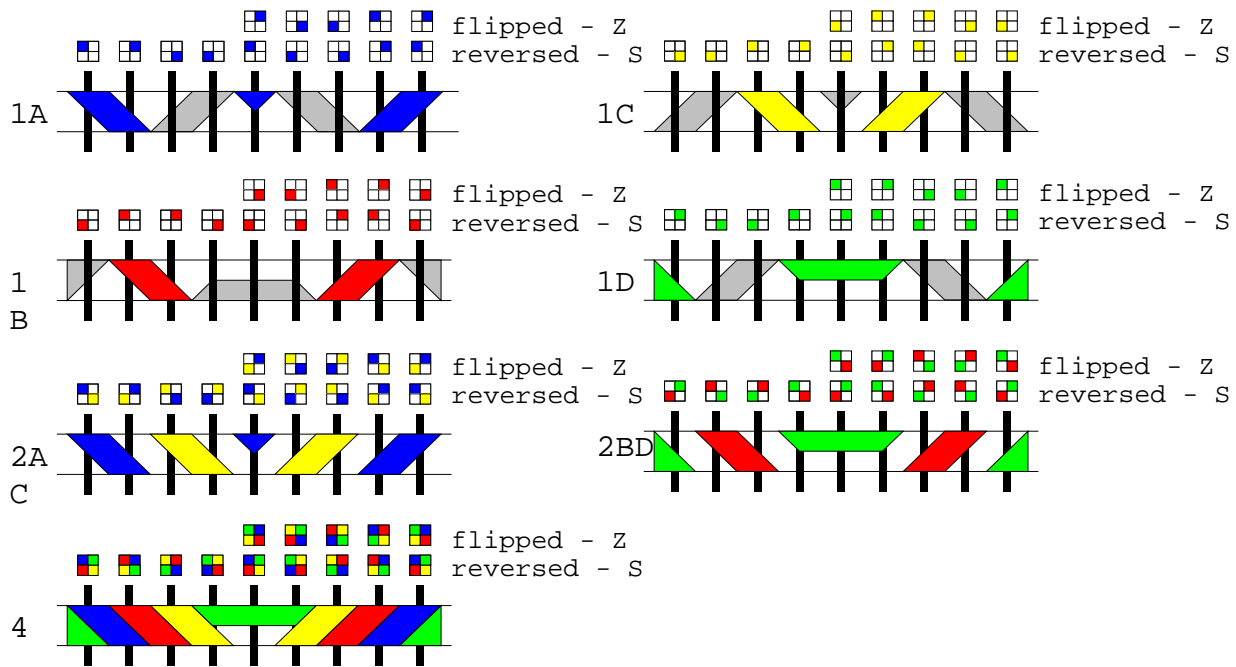 flipped - Z
reversed - S
1A
flipped - Z
reversed - S
1C
flipped - Z
reversed - S
1
B
flipped - Z
reversed - S
1D
flipped - Z
reversed - S
2A
C
flipped - Z
reversed - S
2BD
flipped - Z
reversed - S
4